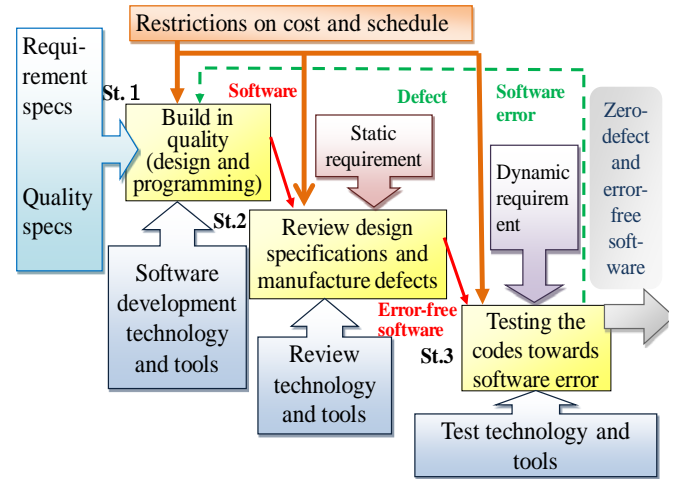 Restrictions on cost and schedule
Requi-
rement
specs
Quality
specs
St. 1
Build in
quality
(design and
programming)
Software
Defect
Software
error
Static
requirement
Dynamic
requirem
ent
Zero-
defect
and
error-
free
soft-
ware
St.2
Review design
specifications and
manufacture defects
Software
development
technology
and tools
Error-free
software
Review
technology
and tools
St.3
Testing the
codes towards
software error
Test technology and
tools